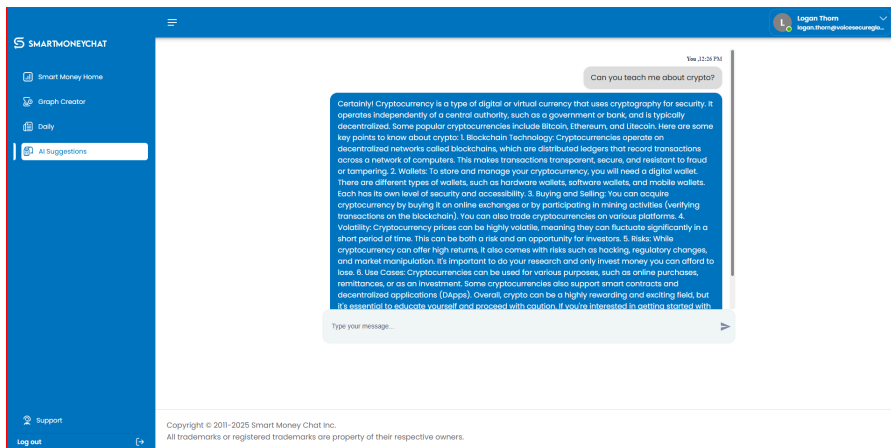 Logan Thorn
logan.thorn@voicesecureglo...
SMARTMONEYCHAT
Smart Money Home
Graph Creator
Daily
AI Suggestions
You ,12:26 PM
Can you teach me about crypto?
Certainly! Cryptocurrency is a type of digital or virtual currency that uses cryptography for security. It
operates independently of a central authority, such as a government or bank, and is typically
decentralized. Some popular cryptocurrencies include Bitcoin, Ethereum, and Litecoin. Here are some
key points to know about crypto: 1. Blockchain Technology: Cryptocurrencies operate on
decentralized networks called blockchains, which are distributed ledgers that record transactions
across a network of computers. This makes transactions transparent, secure, and resistant to fraud
or tampering. 2. Wallets: To store and manage your cryptocurrency, you will need a digital wallet.
There are different types of wallets, such as hardware wallets, software wallets, and mobile wallets.
Each has its own level of security and accessibility. 3. Buying and Selling: You can acquire
cryptocurrency by buying it on online exchanges or by participating in mining activities (verifying
transactions on the blockchain). You can also trade cryptocurrencies on various platforms. 4.
Volatility: Cryptocurrency prices can be highly volatile, meaning they can fluctuate significantly in a
short period of time. This can be both a risk and an opportunity for investors. 5. Risks: While
cryptocurrency can offer high returns, it also comes with risks such as hacking, regulatory changes,
and market manipulation. It's important to do your research and only invest money you can afford to
lose. 6. Use Cases: Cryptocurrencies can be used for various purposes, such as online purchases,
remittances, or as an investment. Some cryptocurrencies also support smart contracts and
decentralized applications (DApps). Overall, crypto can be a highly rewarding and exciting field, but
it's essential to educate yourself and proceed with caution. If you're interested in getting started with
Type your message...
Support
Log out
Copyright © 2011-2025 Smart Money Chat Inc.
All trademarks or registered trademarks are property of their respective owners.
L